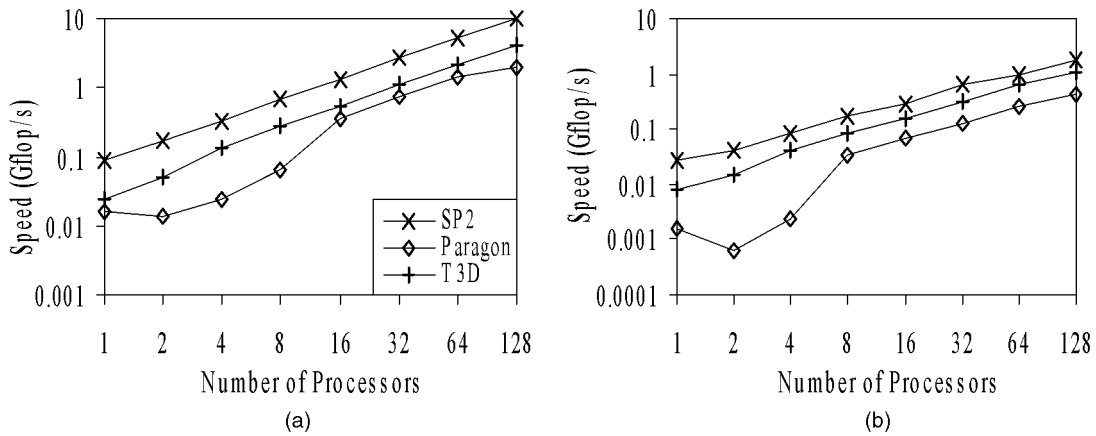 10
1
0.1
0.01
0.001
Speed (Gflop/s)
SP2
Paragon
T3D
1 2 4 8 16 32 64 128
Number of Processors
(a)
10
1
0.1
0.01
0.001
0.0001
Speed (Gflop/s)
1 2 4 8 16 32 64 128
Number of Processors
(b)